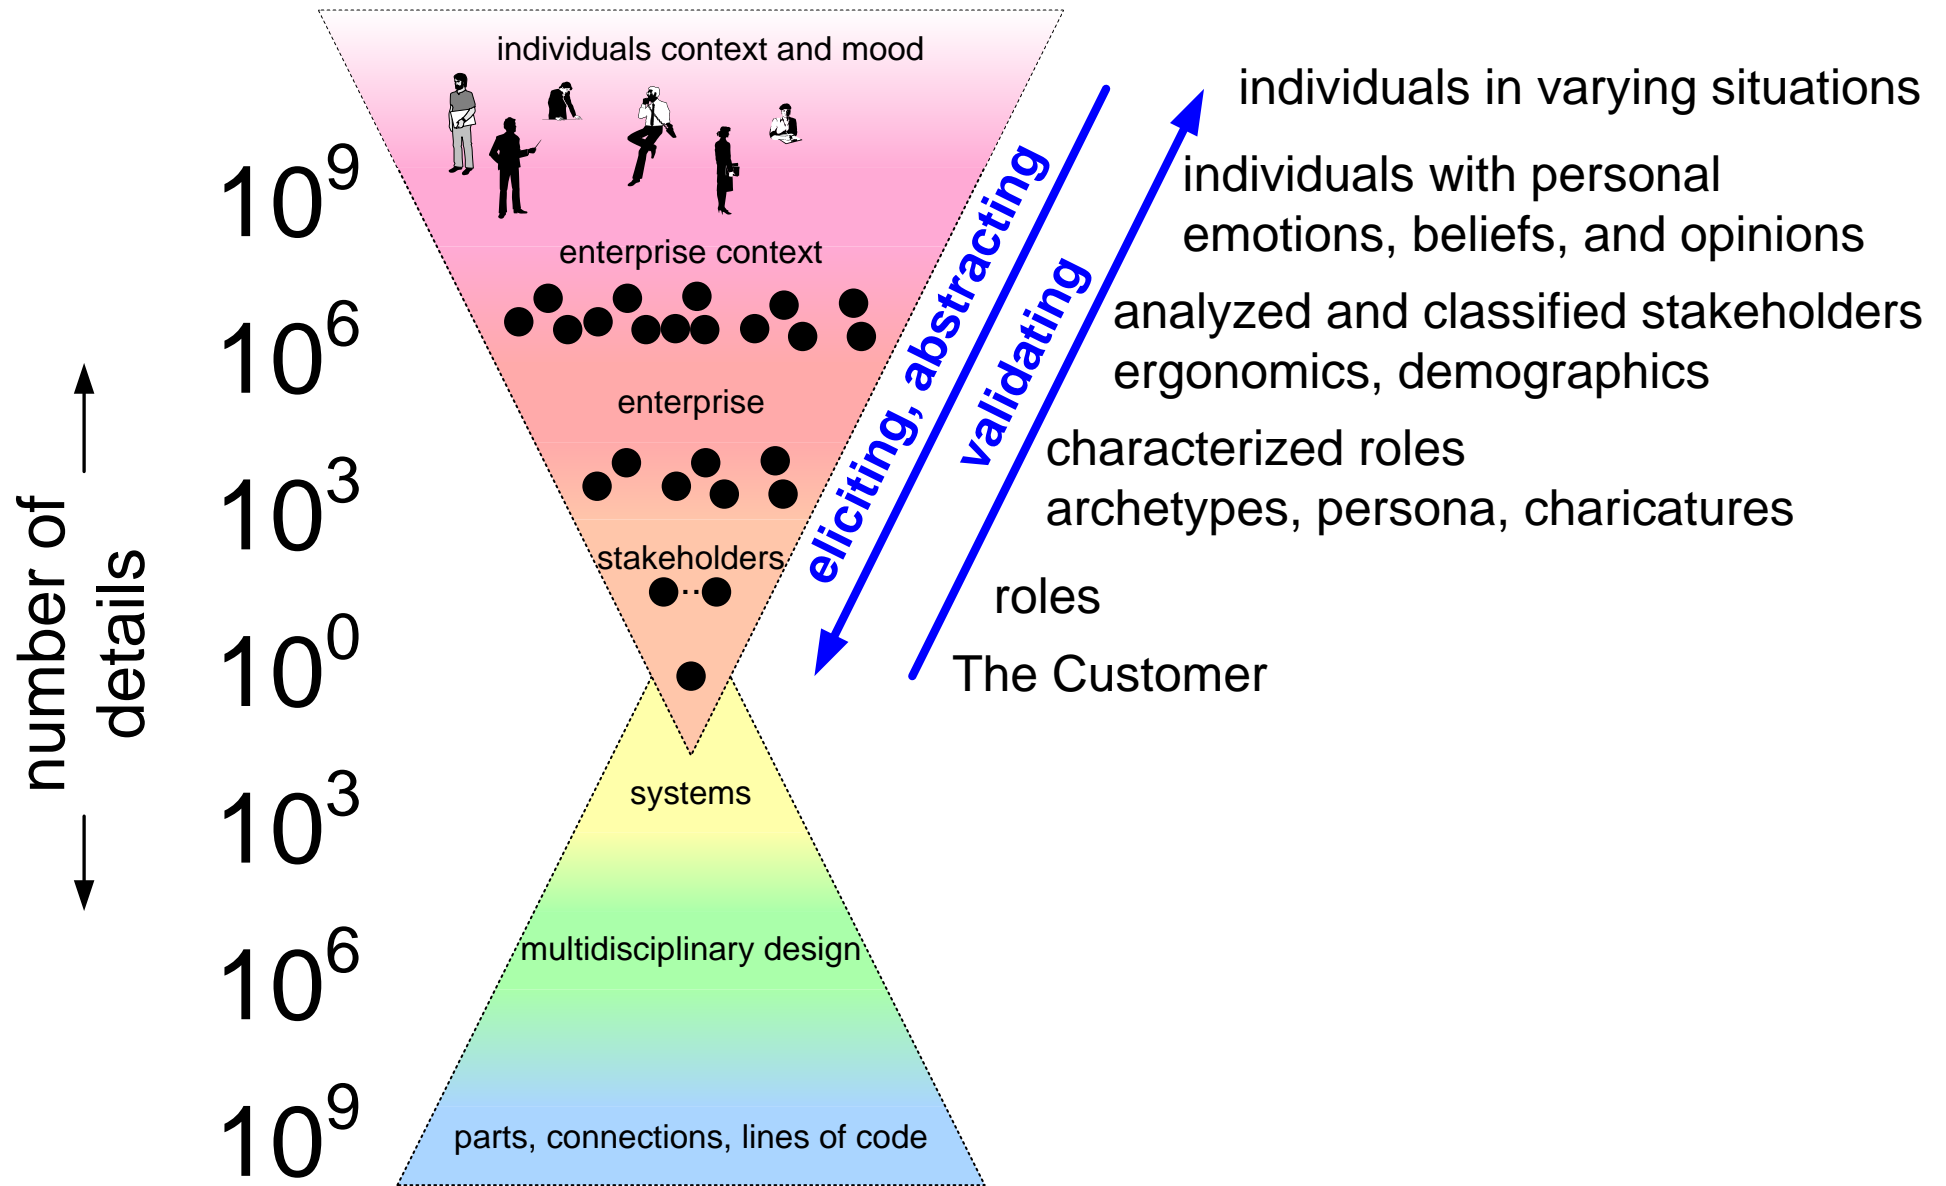 individuals context and mood
individuals in varying situations
10^9
individuals with personal
emotions, beliefs, and opinions
enterprise context
eliciting, abstracting
validating
10^6
analyzed and classified stakeholders
ergonomics, demographics
enterprise
10^3
characterized roles
archetypes, persona, charicatures
number of
details
stakeholders
..
roles
10^0
The Customer
systems
10^3
multidisciplinary design
10^6
parts, connections, lines of code
10^9